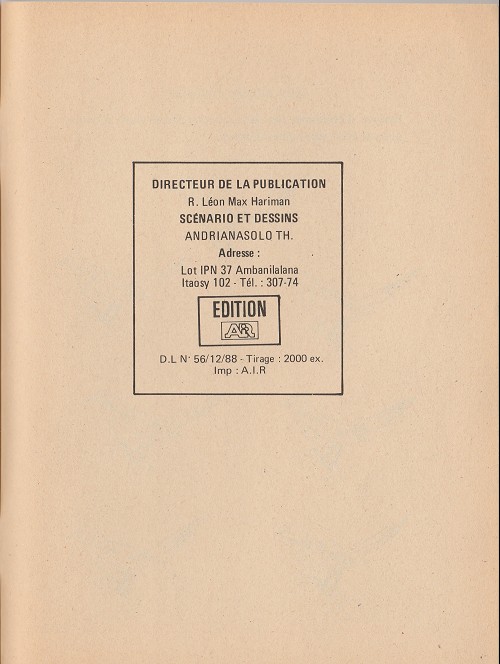 DIRECTEUR DE LA PUBLICATION
R. Léon Max Hariman
SCÉNARIO ET DESSINS
ANDRIANASOLO TH.
Adresse :
Lot IPN 37 Ambanilalana
Itaosy 102 - Tél. : 307-74
EDITION
AIR
D.L N° 56/12/88 - Tirage : 2000 ex.
Imp : A.I.R